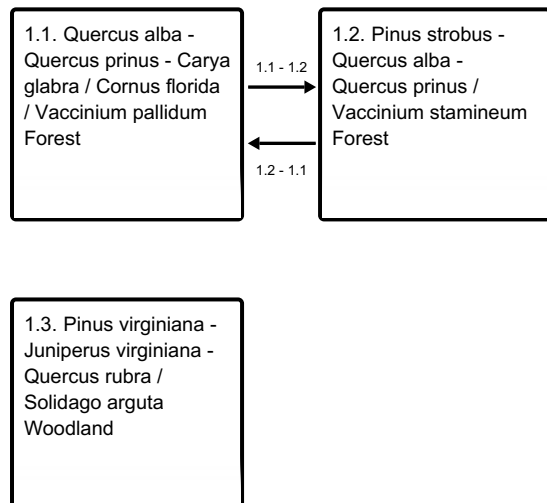 1.1. Quercus alba -
Quercus prinus - Carya
glabra / Cornus florida
/ Vaccinium pallidum
Forest
1.1 - 1.2
1.2 - 1.1
1.2. Pinus strobus -
Quercus alba -
Quercus prinus /
Vaccinium stamineum
Forest
1.3. Pinus virginiana -
Juniperus virginiana -
Quercus rubra /
Solidago arguta
Woodland